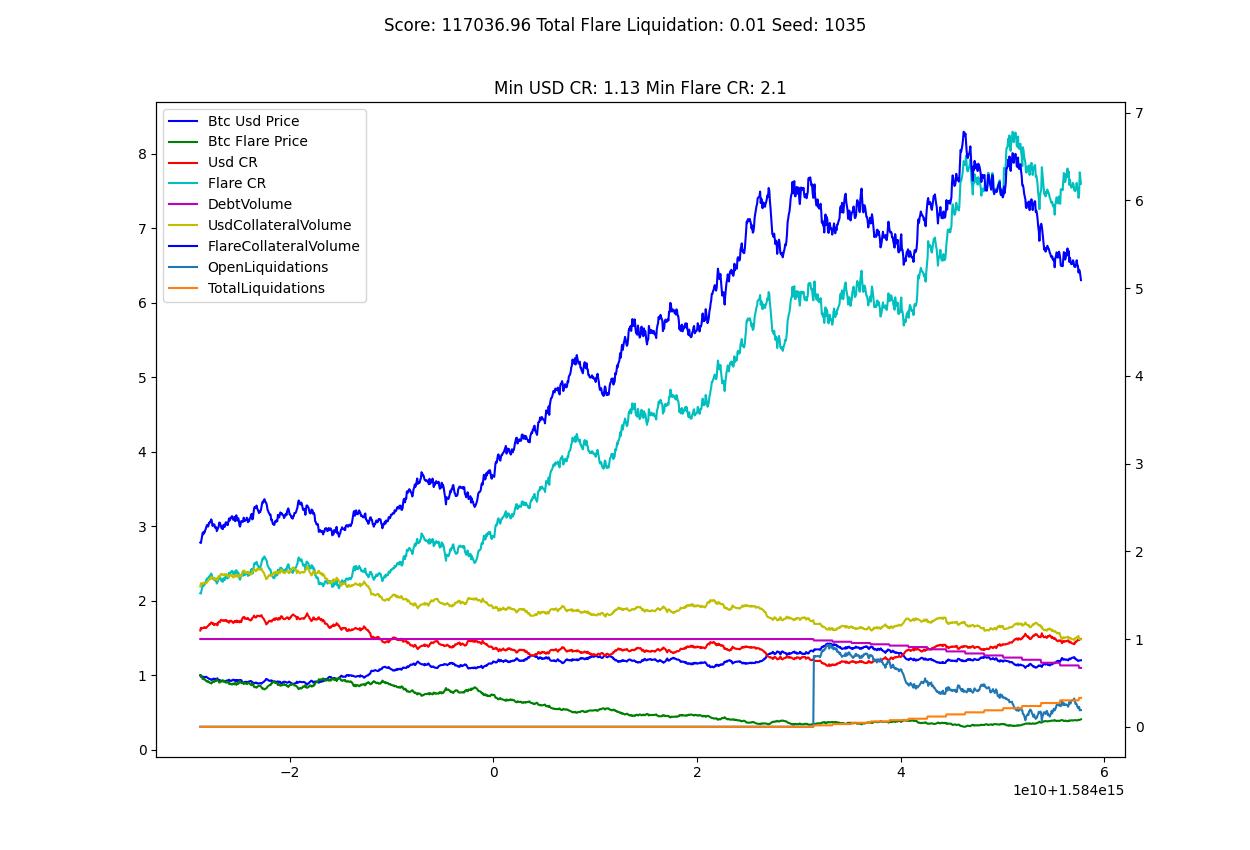 Score: 117036.96 Total Flare Liquidation: 0.01 Seed: 1035
Min USD CR: 1.13 Min Flare CR: 2.1
Btc Usd Price
Btc Flare Price
Usd CR
Flare CR
DebtVolume
UsdCollateralVolume
FlareCollateralVolume
OpenLiquidations
TotalLiquidations
8
7
6
5
4
3
2
1
0
7
6
5
4
3
2
1
0
−2
0
2
4
6
1e10+1.584e15